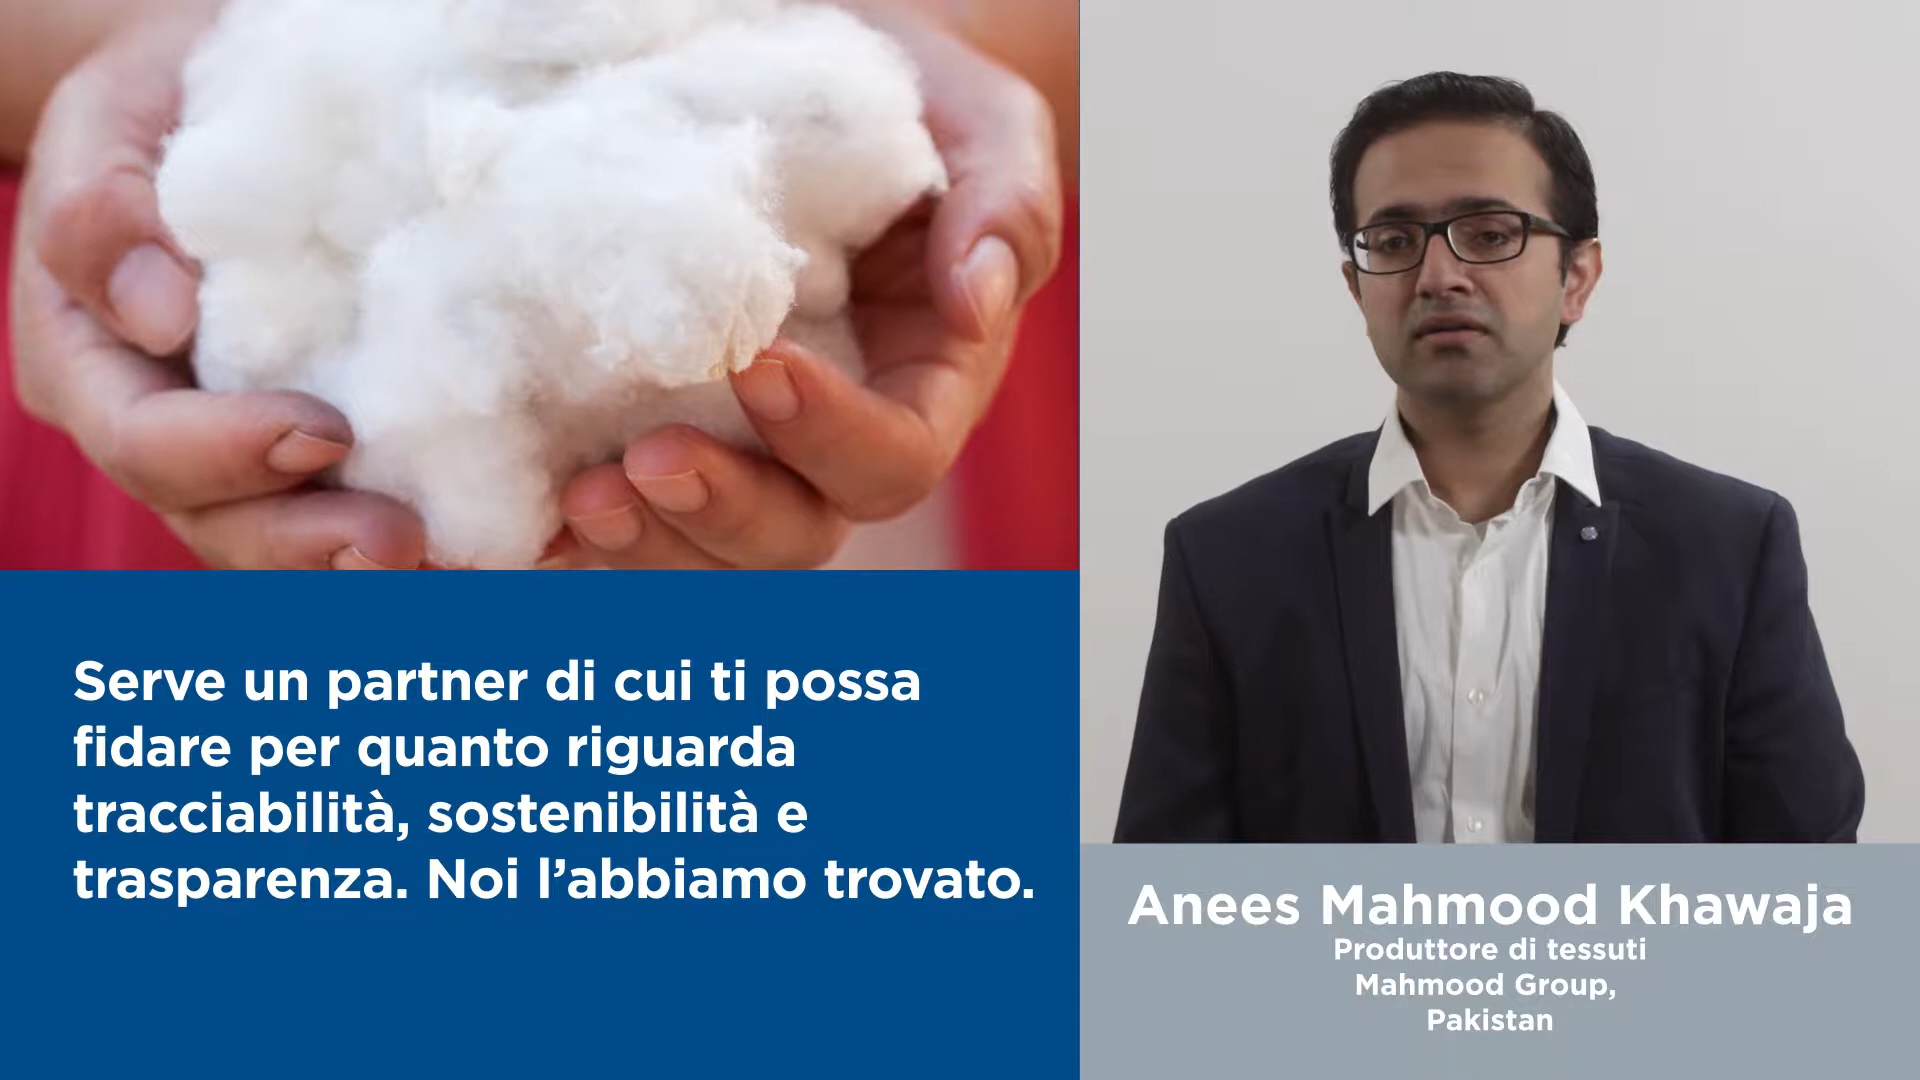 Serve un partner di cui ti possa
fidare per quanto riguarda
tracciabilità, sostenibilità e
trasparenza. Noi l’abbiamo trovato.
Anees Mahmood Khawaja
Produttore di tessuti
Mahmood Group,
Pakistan